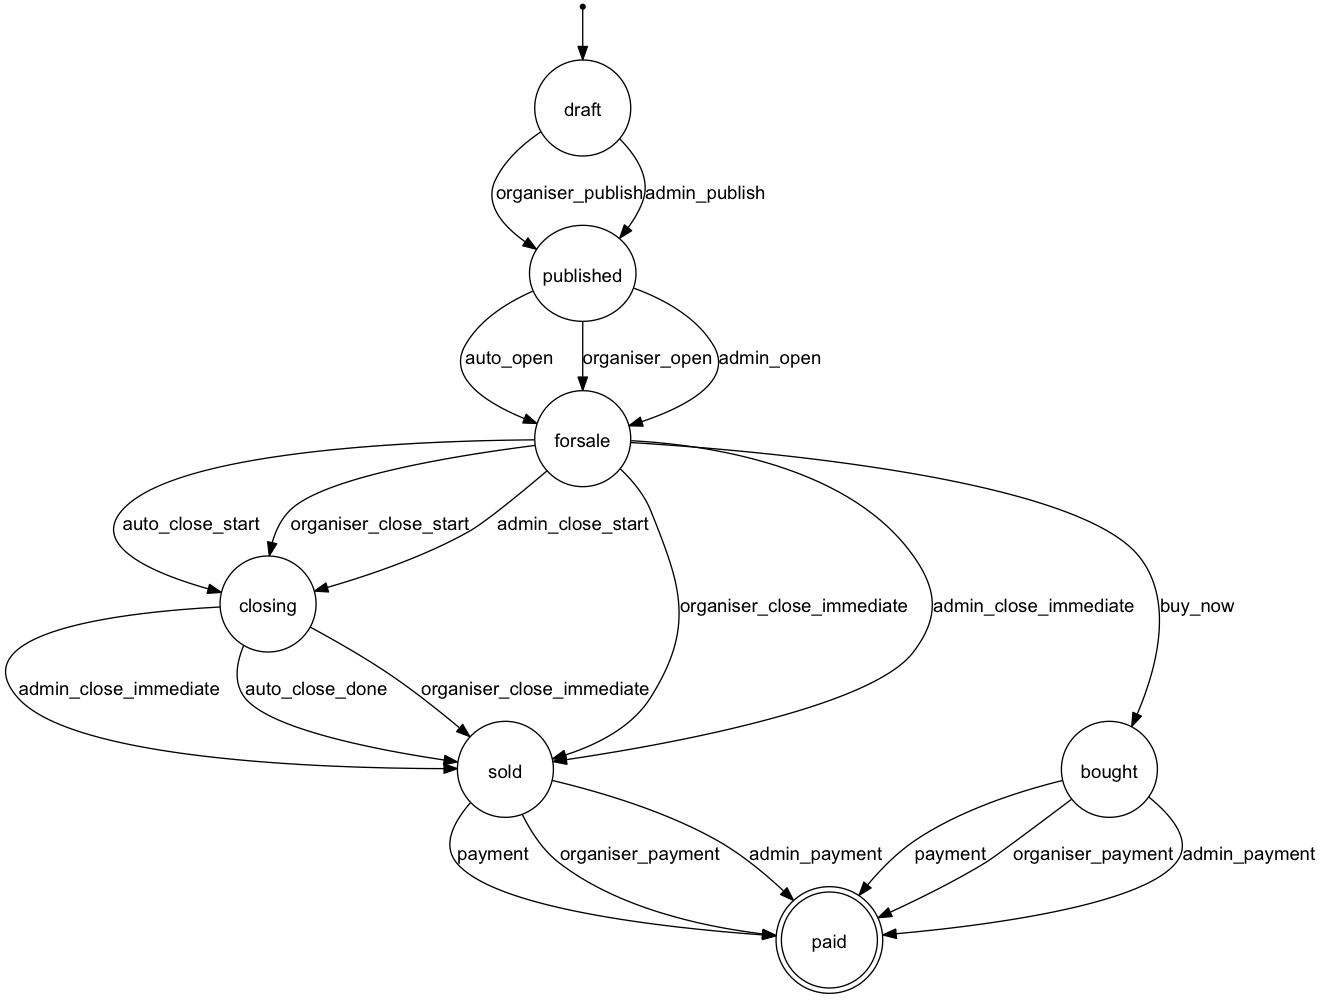 draft
organiser_publish
admin_publish
published
auto_open
organiser_open
admin_open
forsale
auto_close_start
organiser_close_start
admin_close_start
closing
organiser_close_immediate
admin_close_immediate
buy_now
admin_close_immediate
auto_close_done
organiser_close_immediate
sold
bought
payment
organiser_payment
admin_payment
payment
organiser_payment
admin_payment
paid